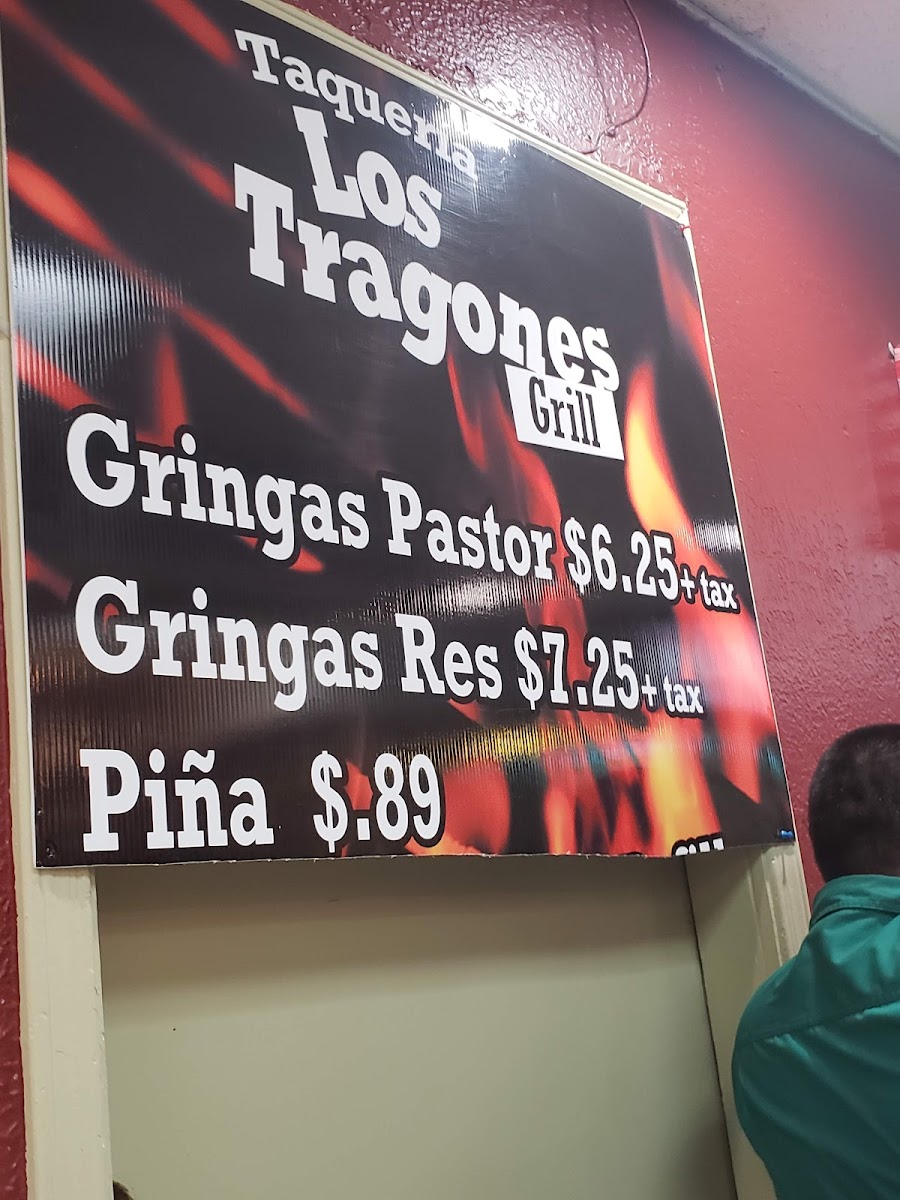 Taqueria
Los
Tragones
Grill
Gringas Pastor $6.25 + tax
Gringas Res $7.25 + tax
Piña $.89